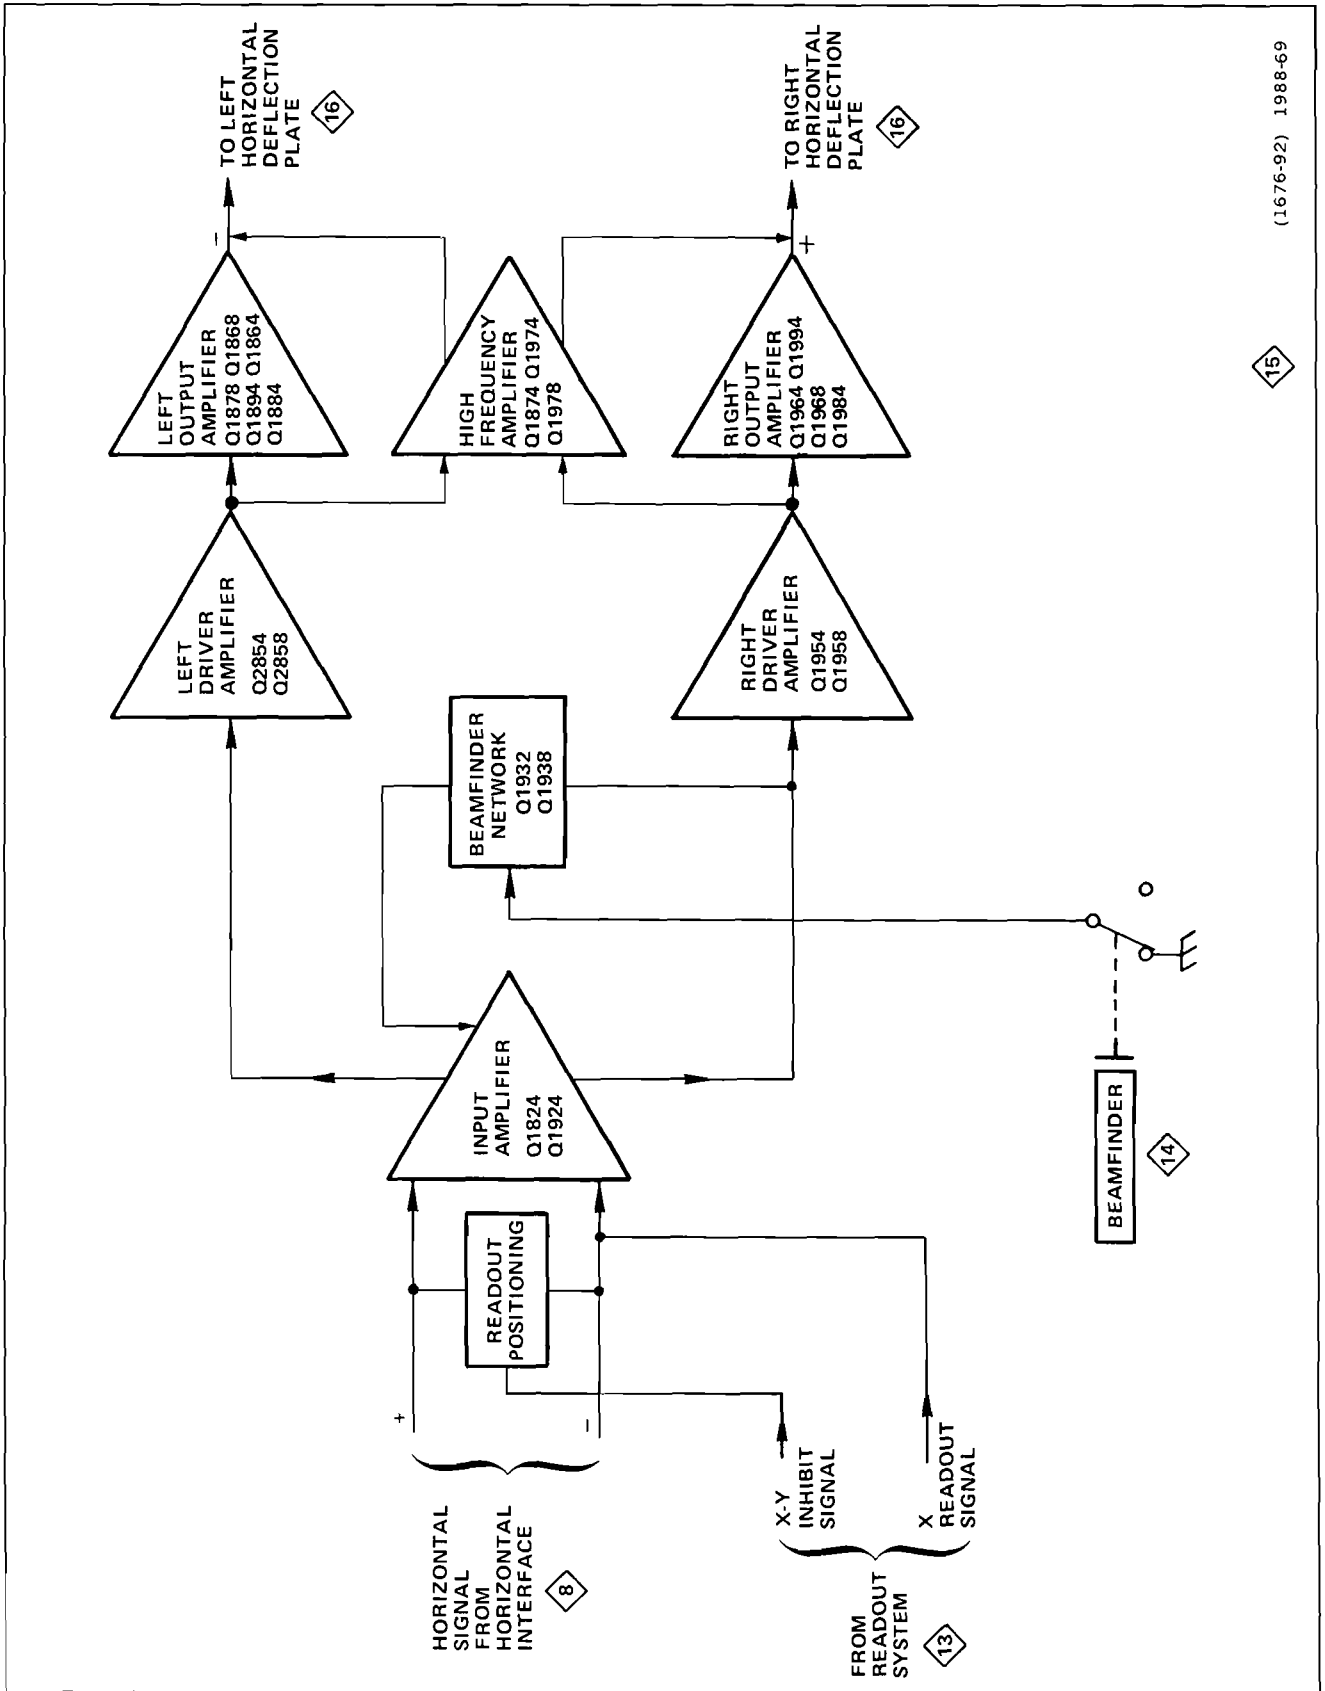 HORIZONTAL
SIGNAL
FROM
HORIZONTAL
INTERFACE
8
+
−
FROM
READOUT
SYSTEM
13
X-Y
INHIBIT
SIGNAL
X
READOUT
SIGNAL
READOUT
POSITIONING
INPUT
AMPLIFIER
Q1824
Q1924
BEAMFINDER
14
BEAMFINDER
NETWORK
Q1932
Q1938
LEFT
DRIVER
AMPLIFIER
Q2854
Q2858
RIGHT
DRIVER
AMPLIFIER
Q1954
Q1958
LEFT
OUTPUT
AMPLIFIER
Q1878 Q1868
Q1894 Q1864
Q1884
HIGH
FREQUENCY
AMPLIFIER
Q1874 Q1974
Q1978
RIGHT
OUTPUT
AMPLIFIER
Q1964 Q1994
Q1968
Q1984
−
+
TO LEFT
HORIZONTAL
DEFLECTION
PLATE
16
TO RIGHT
HORIZONTAL
DEFLECTION
PLATE
16
15
(1676-92) 1988-69